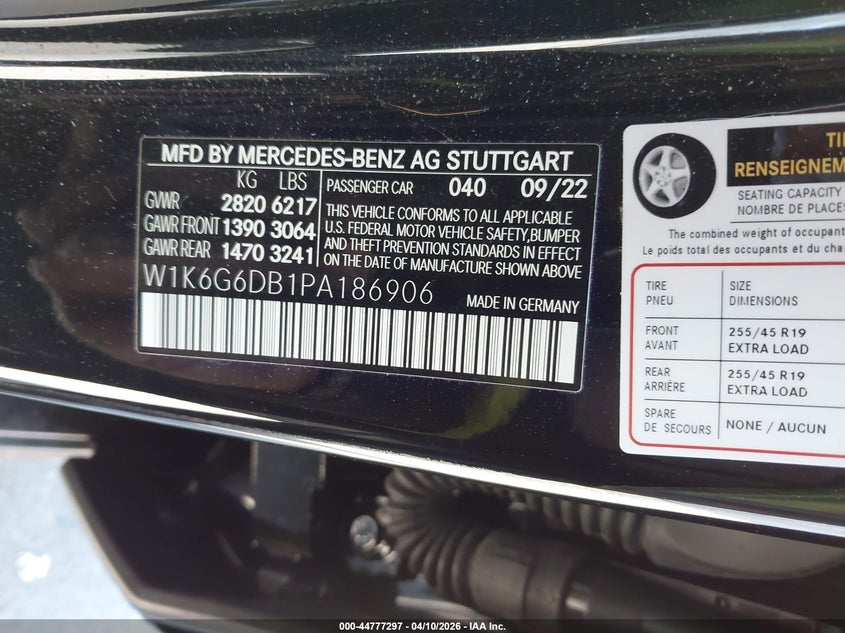 MFD BY MERCEDES-BENZ AG STUTTGART
KG LBS
GVWR 2820 6217
GAWR FRONT 1390 3064
GAWR REAR 1470 3241
PASSENGER CAR 040 09/22
THIS VEHICLE CONFORMS TO ALL APPLICABLE
U.S. FEDERAL MOTOR VEHICLE SAFETY,BUMPER
AND THEFT PREVENTION STANDARDS IN EFFECT
ON THE DATE OF MANUFACTURE SHOWN ABOVE
W1K6G6DB1PA186906
MADE IN GERMANY
RENSEIGNEM
SEATING CAPACITY
NOMBRE DE PLACES
The combined weight of occupant
Le poids total des occupants et du cha
TIRE
PNEU
SIZE
DIMENSIONS
FRONT
AVANT
255/45 R19
EXTRA LOAD
REAR
ARRIÈRE
255/45 R19
EXTRA LOAD
SPARE
DE SECOURS
NONE / AUCUN
000-44777297 - 04/10/2026 - IAA Inc.